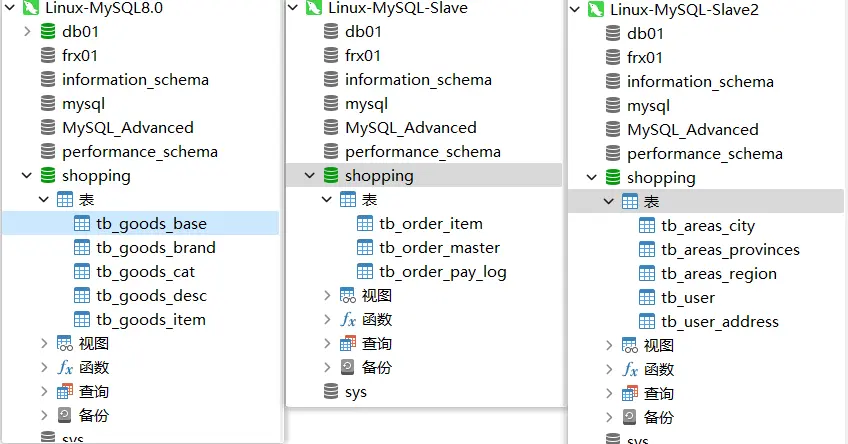 Linux-MySQL8.0
db01
frx01
information_schema
mysql
MySQL_Advanced
performance_schema
shopping
表
tb_goods_base
tb_goods_brand
tb_goods_cat
tb_goods_desc
tb_goods_item
视图
fx 函数
查询
备份
sys
Linux-MySQL-Slave
db01
frx01
information_schema
mysql
MySQL_Advanced
performance_schema
shopping
表
tb_order_item
tb_order_master
tb_order_pay_log
视图
fx 函数
查询
备份
sys
Linux-MySQL-Slave2
db01
frx01
information_schema
mysql
MySQL_Advanced
performance_schema
shopping
表
tb_areas_city
tb_areas_provinces
tb_areas_region
tb_user
tb_user_address
视图
fx 函数
查询
备份
sys